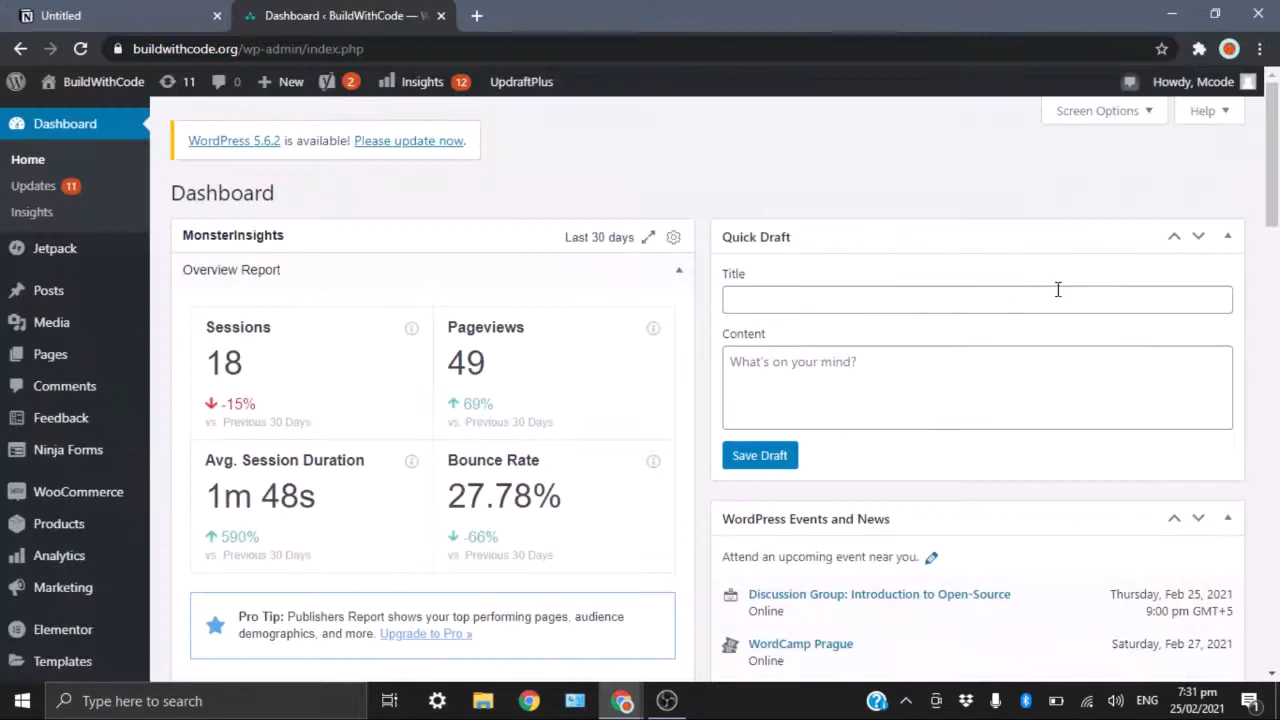 Untitled
Dashboard ‹ BuildWithCode — W
buildwithcode.org/wp-admin/index.php
BuildWithCode 11 0 New 2 Insights 12 UpdraftPlus Howdy, Mcode
Dashboard
Home
Updates 11
Insights
Jetpack
Posts
Media
Pages
Comments
Feedback
Ninja Forms
WooCommerce
Products
Analytics
Marketing
Elementor
Templates
Screen Options Help
WordPress 5.6.2 is available! Please update now.
Dashboard
MonsterInsights Last 30 days
Overview Report
Sessions
18
-15%
vs. Previous 30 Days
Pageviews
49
69%
vs. Previous 30 Days
Avg. Session Duration
1m 48s
590%
vs. Previous 30 Days
Bounce Rate
27.78%
-66%
vs. Previous 30 Days
Pro Tip: Publishers Report shows your top performing pages, audience
demographics, and more. Upgrade to Pro »
Quick Draft
Title
Content
What's on your mind?
Save Draft
WordPress Events and News
Attend an upcoming event near you.
Discussion Group: Introduction to Open-Source Thursday, Feb 25, 2021
Online 9:00 pm GMT+5
WordCamp Prague Saturday, Feb 27, 2021
Online
Type here to search
ENG
7:31 pm
25/02/2021
1